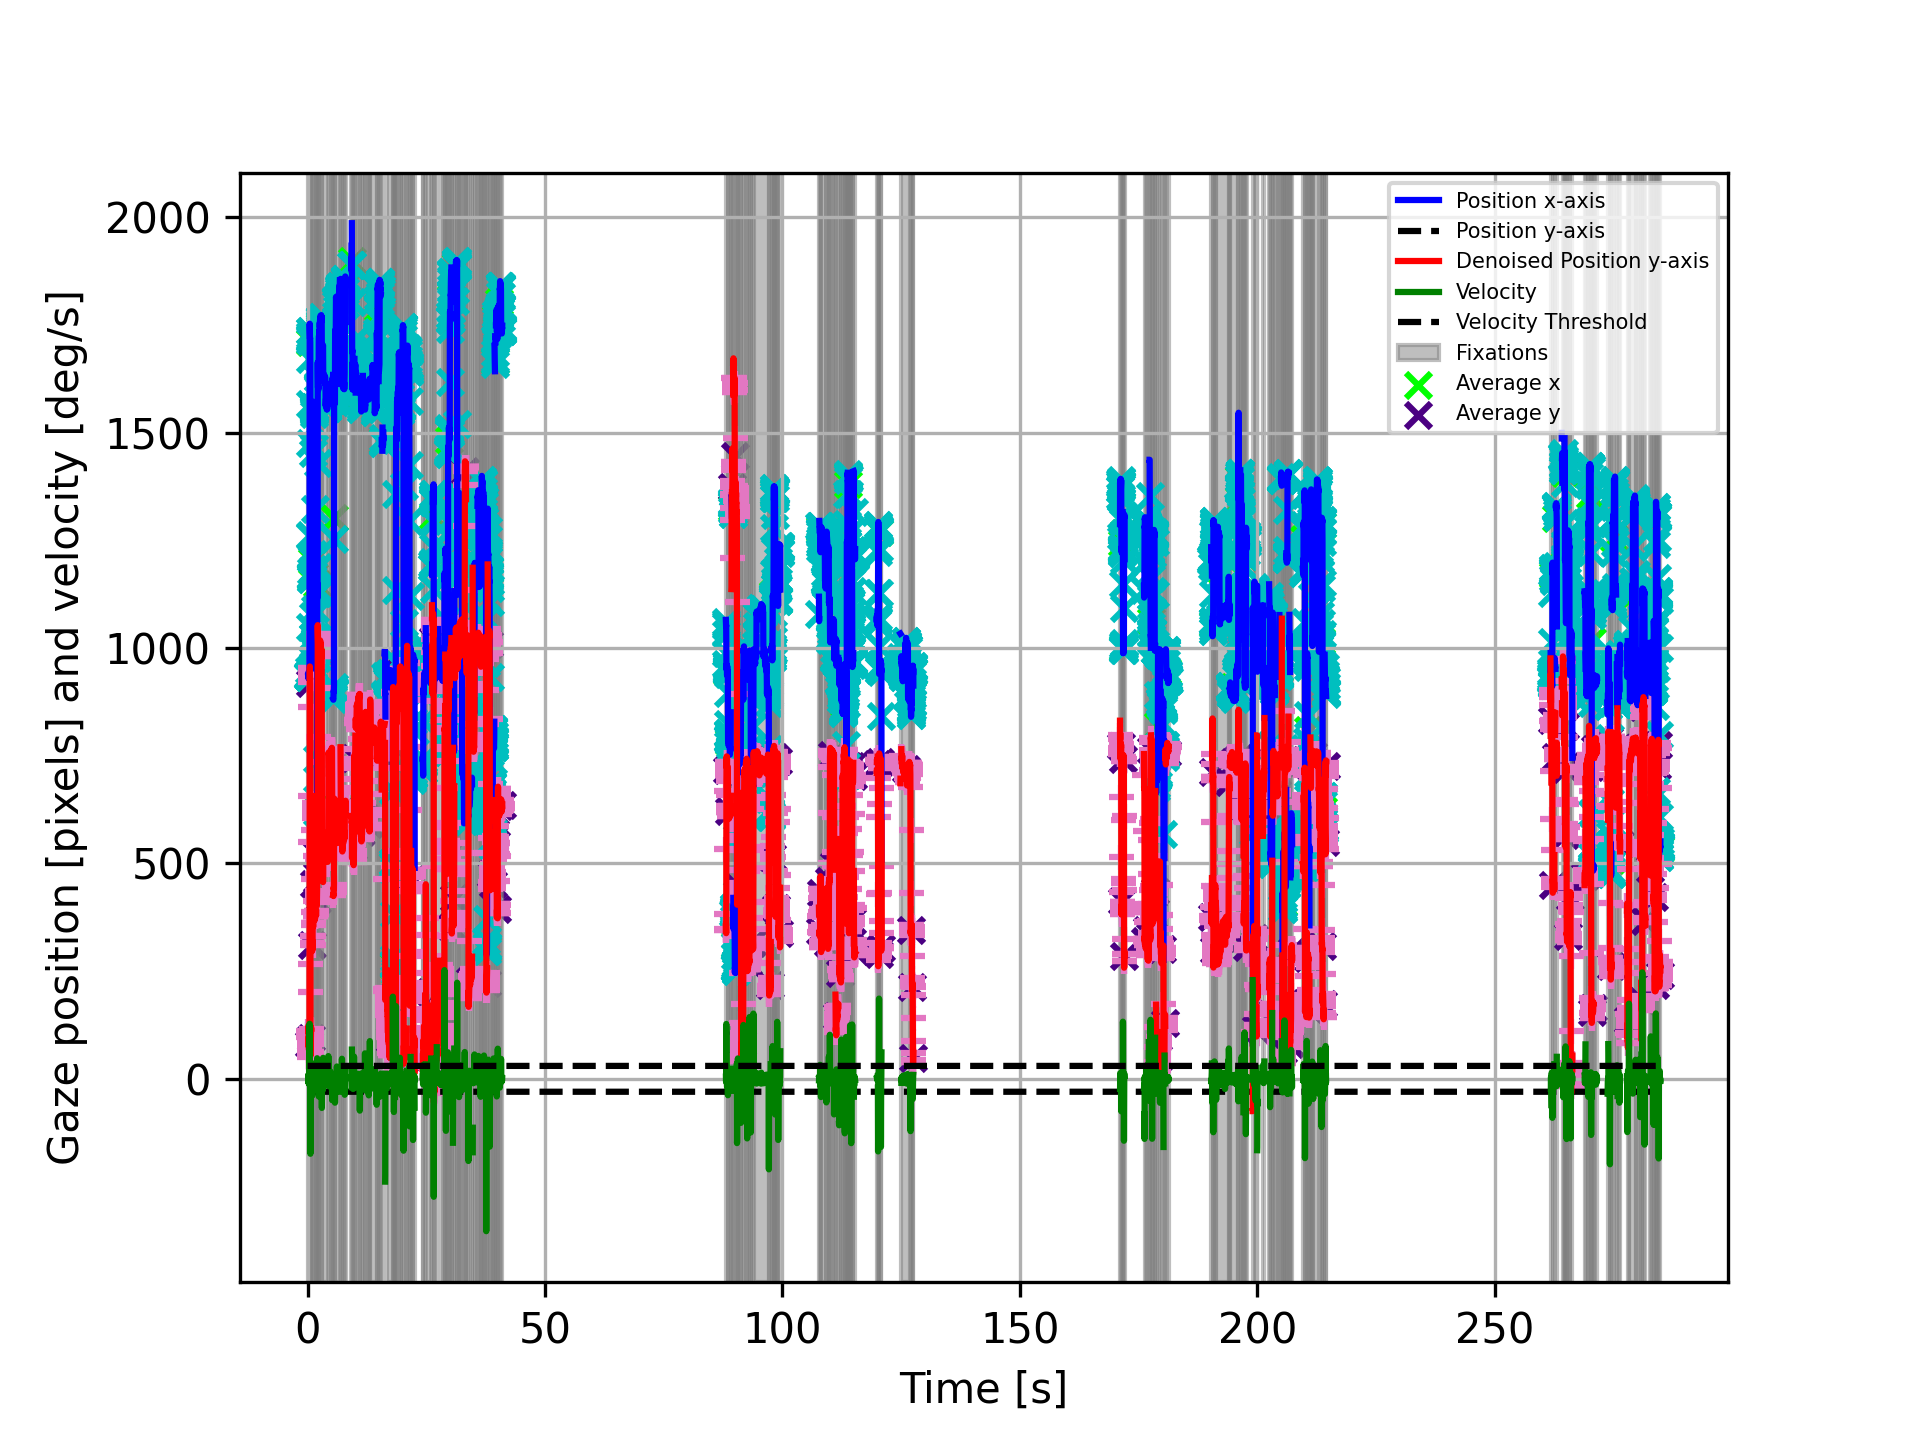 Gaze position [pixels] and velocity [deg/s]
2000
1500
1000
500
0
Position x-axis
Position y-axis
Denoised Position y-axis
Velocity
Velocity Threshold
Fixations
Average x
Average y
0 50 100 150 200 250
Time [s]